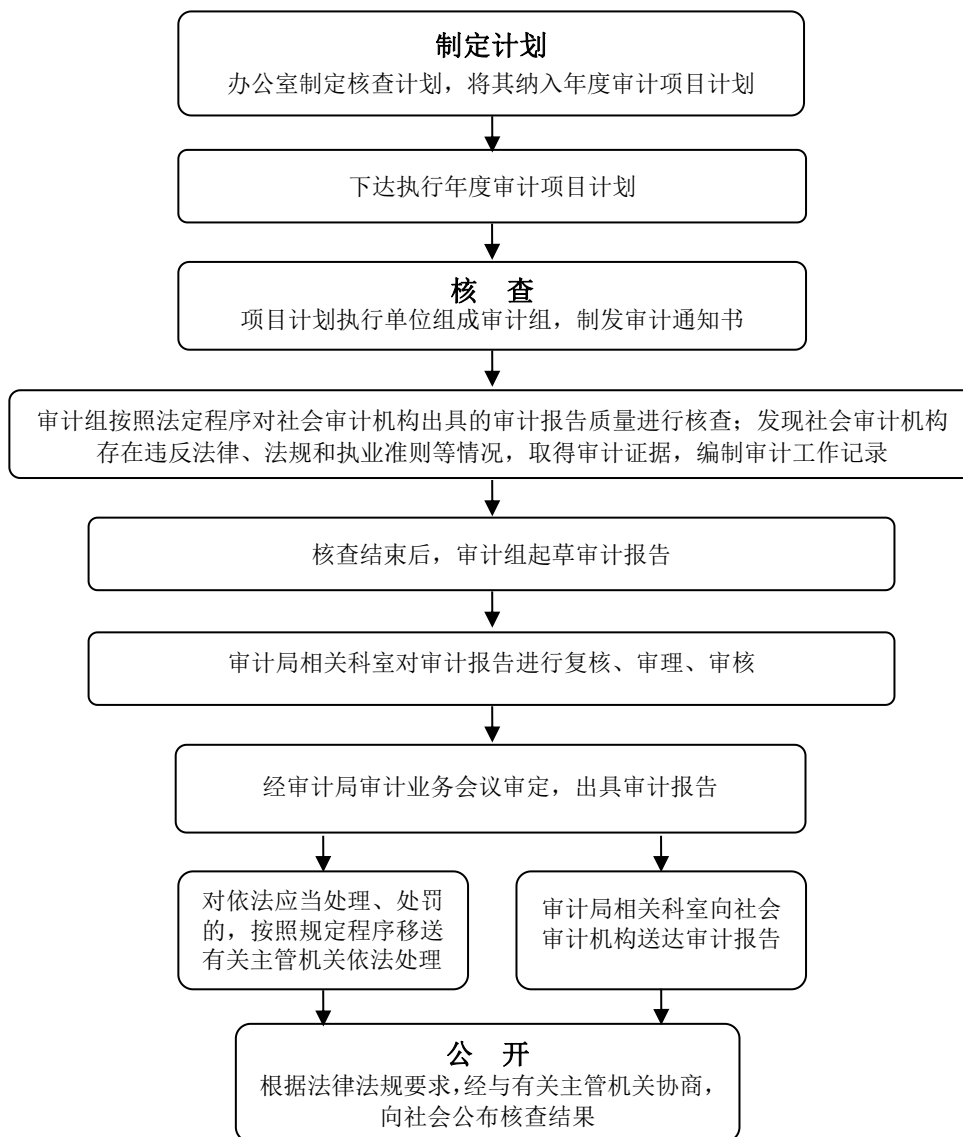 制定计划
办公室制定核查计划，将其纳入年度审计项目计划
下达执行年度审计项目计划
核 查
项目计划执行单位组成审计组，制发审计通知书
审计组按照法定程序对社会审计机构出具的审计报告质量进行核查；发现社会审计机构
存在违反法律、法规和执业准则等情况，取得审计证据，编制审计工作记录
核查结束后，审计组起草审计报告
审计局相关科室对审计报告进行复核、审理、审核
经审计局审计业务会议审定，出具审计报告
对依法应当处理、处罚
的，按照规定程序移送
有关主管机关依法处理
审计局相关科室向社会
审计机构送达审计报告
公 开
根据法律法规要求，经与有关主管机关协商，
向社会公布核查结果